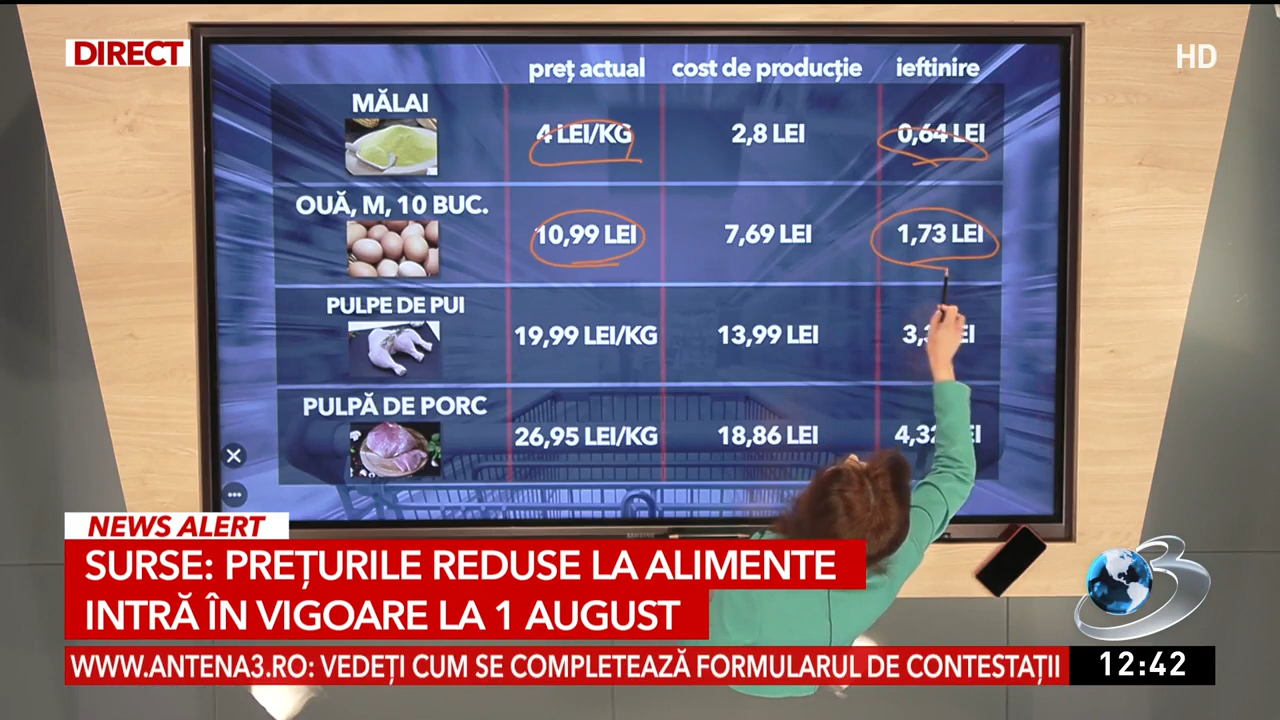 DIRECT
HD
preț actual cost de producție ieftinire
MĂLAI
4 LEI/KG 2,8 LEI 0,64 LEI
OUĂ, M, 10 BUC.
10,99 LEI 7,69 LEI 1,73 LEI
PULPE DE PUI
19,99 LEI/KG 13,99 LEI
PULPĂ DE PORC
26,95 LEI/KG 18,86 LEI
NEWS ALERT
SURSE: PREȚURILE REDUSE LA ALIMENTE
INTRĂ ÎN VIGOARE LA 1 AUGUST
WWW.ANTENA3.RO: VEDEȚI CUM SE COMPLETEAZĂ FORMULARUL DE CONTESTAȚII
12:42